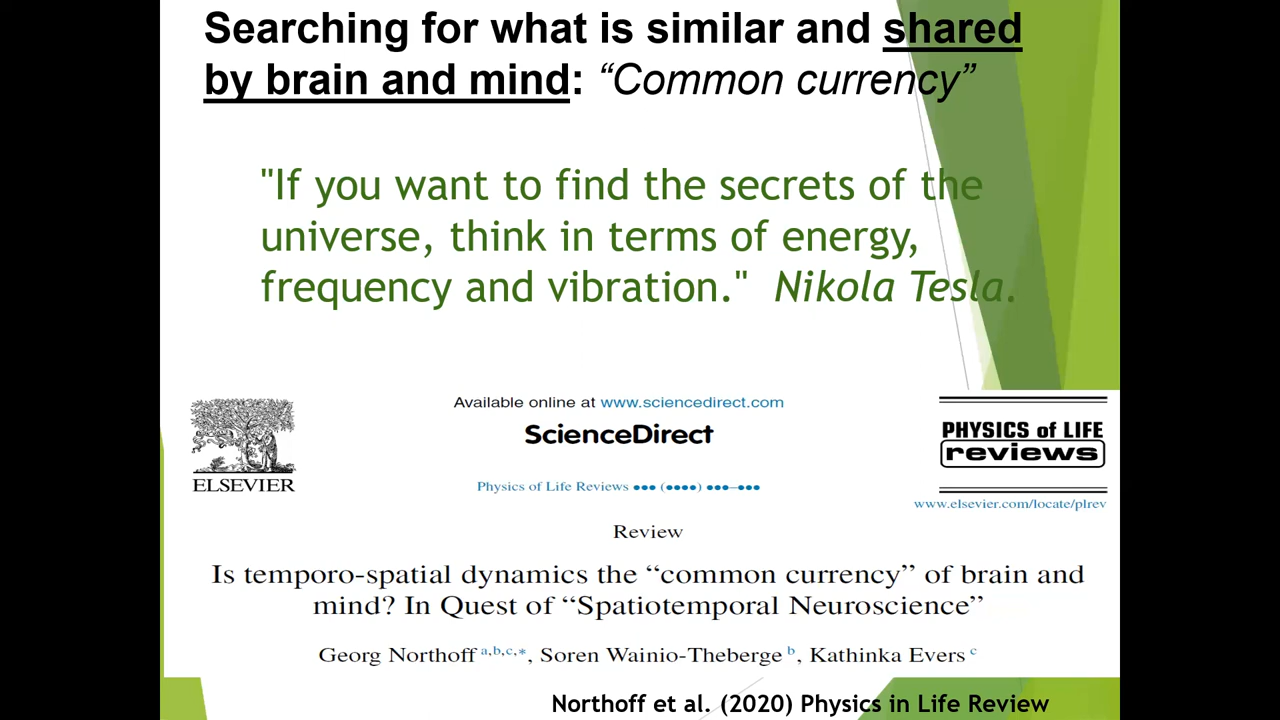 Searching for what is similar and shared
by brain and mind: “Common currency”
"If you want to find the secrets of the
universe, think in terms of energy,
frequency and vibration." Nikola Tesla.
Available online at www.sciencedirect.com
ScienceDirect
ELSEVIER
Physics of Life Reviews ••• (••••) •••–•••
PHYSICS of LIFE
reviews
www.elsevier.com/locate/plrev
Review
Is temporo-spatial dynamics the “common currency” of brain and
mind? In Quest of “Spatiotemporal Neuroscience”
Georg Northoff a,b,c,*, Soren Wainio-Theberge b, Kathinka Evers c
Northoff et al. (2020) Physics in Life Review